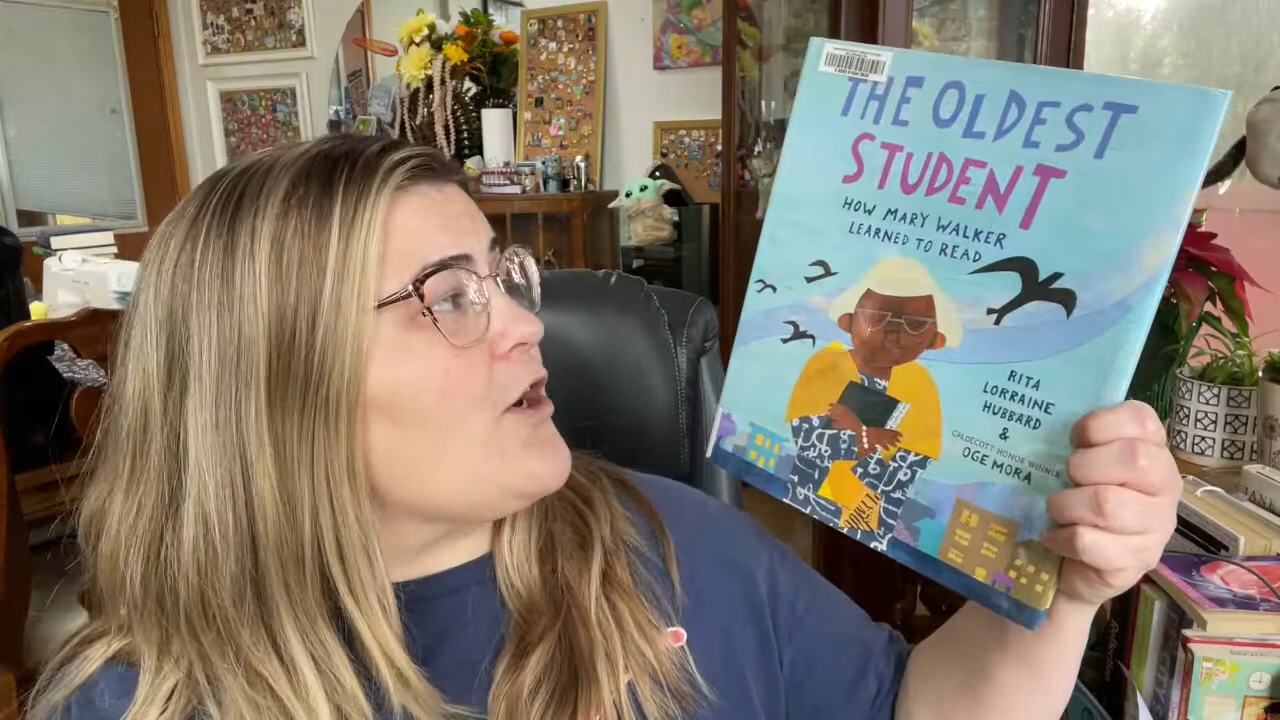 THE OLDEST
STUDENT
HOW MARY WALKER
LEARNED TO READ
RITA
LORRAINE
HUBBARD
&
CALDECOTT HONOR WINNER
OGE MORA